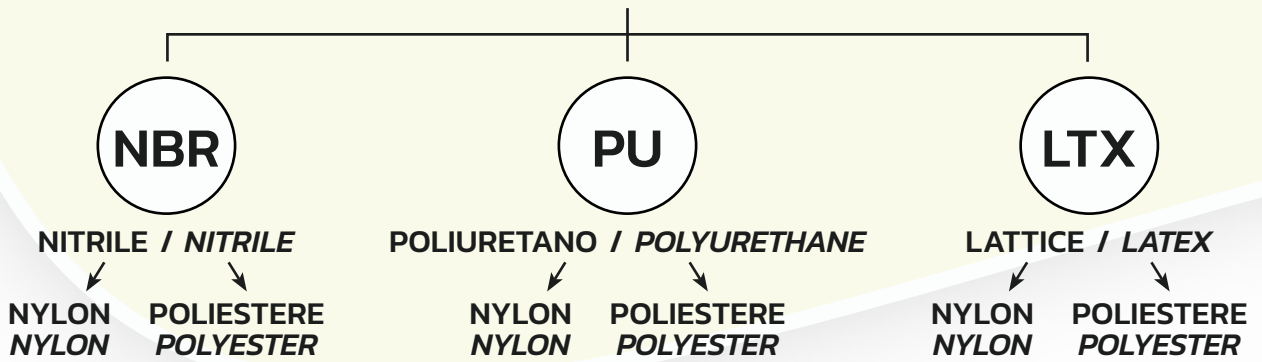 NBR
PU
LTX
NITRILE / NITRILE
POLIURETANO / POLYURETHANE
LATTICE / LATEX
NYLON POLIESTERE
NYLON POLYESTER
NYLON POLIESTERE
NYLON POLYESTER
NYLON POLIESTERE
NYLON POLYESTER